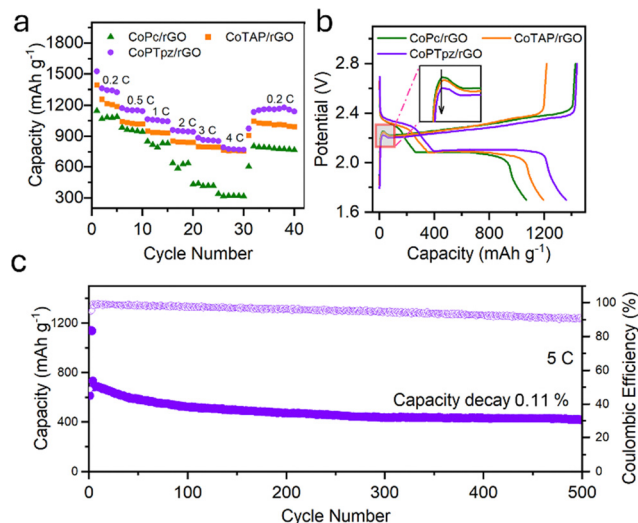 a
CoPc/rGO CoTAP/rGO
CoPTpz/rGO
Capacity (mAh g⁻¹)
1800
1500
1200
900
600
300
0.2 C
0.5 C
1 C
2 C
3 C
4 C
0.2 C
0 10 20 30 40
Cycle Number
b
CoPc/rGO CoTAP/rGO
CoPTpz/rGO
Potential (V)
2.8
2.4
2.0
1.6
0 400 800 1200
Capacity (mAh g⁻¹)
c
Capacity (mAh g⁻¹)
1200
800
400
0
5 C
Capacity decay 0.11 %
100
80
60
40
20
0
Coulombic Efficiency (%)
0 100 200 300 400 500
Cycle Number